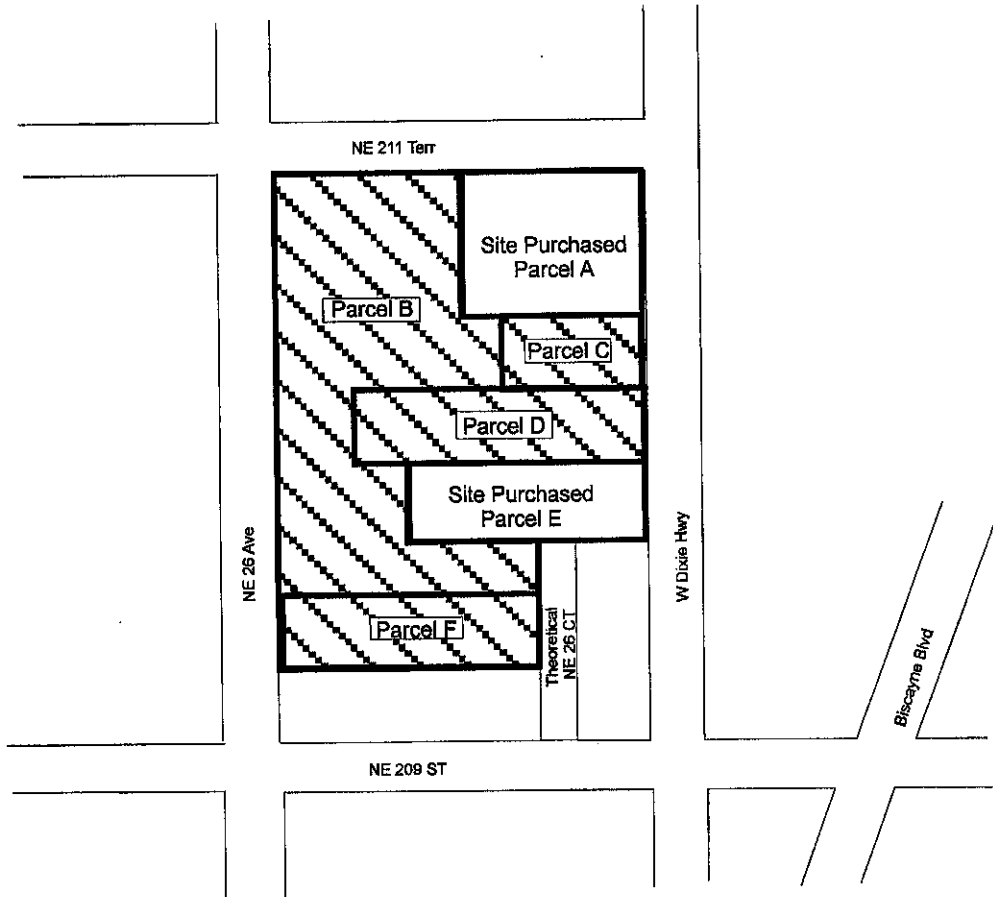 NE 211 Terr
Site Purchased
Parcel A
Parcel B
Parcel C
Parcel D
Site Purchased
Parcel E
NE 26 Ave
W Dixie Hwy
Parcel F
Theoretical
NE 26 CT
Biscayne Blvd
NE 209 ST